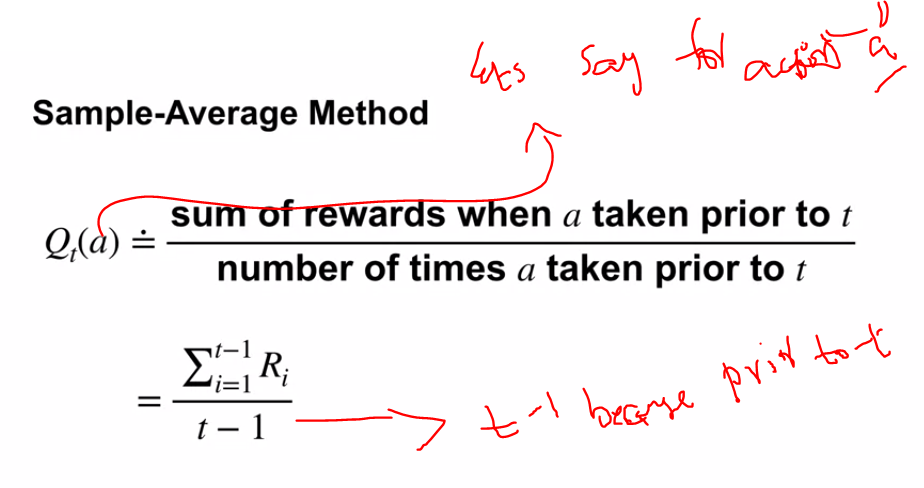 lets say for action a
Sample-Average Method
Q_t(a) ≐ sum of rewards when a taken prior to t / number of times a taken prior to t
= ∑_{i=1}^{t−1} R_i / t − 1
t-1 because prior to t